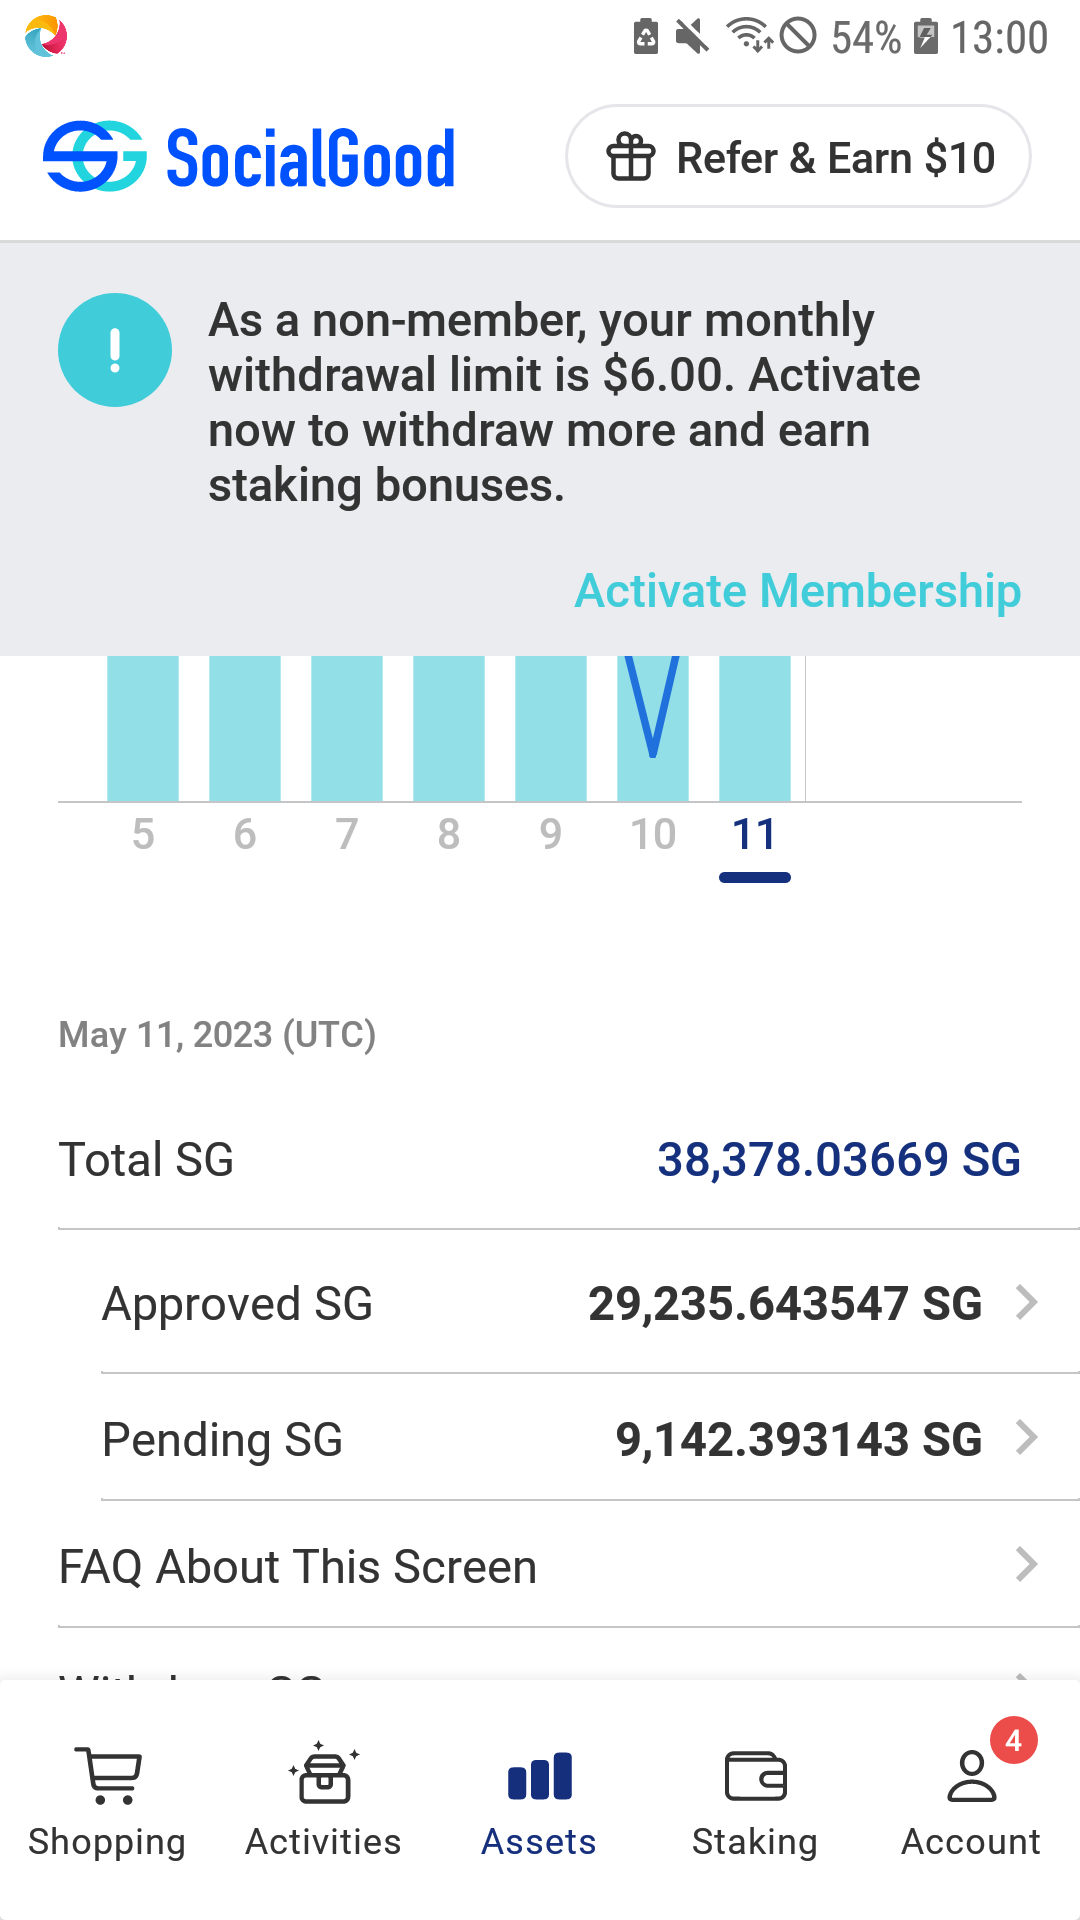 54% 13:00
SocialGood
Refer & Earn $10
As a non-member, your monthly
withdrawal limit is $6.00. Activate
now to withdraw more and earn
staking bonuses.
Activate Membership
5 6 7 8 9 10 11
May 11, 2023 (UTC)
Total SG 38,378.03669 SG
Approved SG 29,235.643547 SG
Pending SG 9,142.393143 SG
FAQ About This Screen
4
Shopping Activities Assets Staking Account